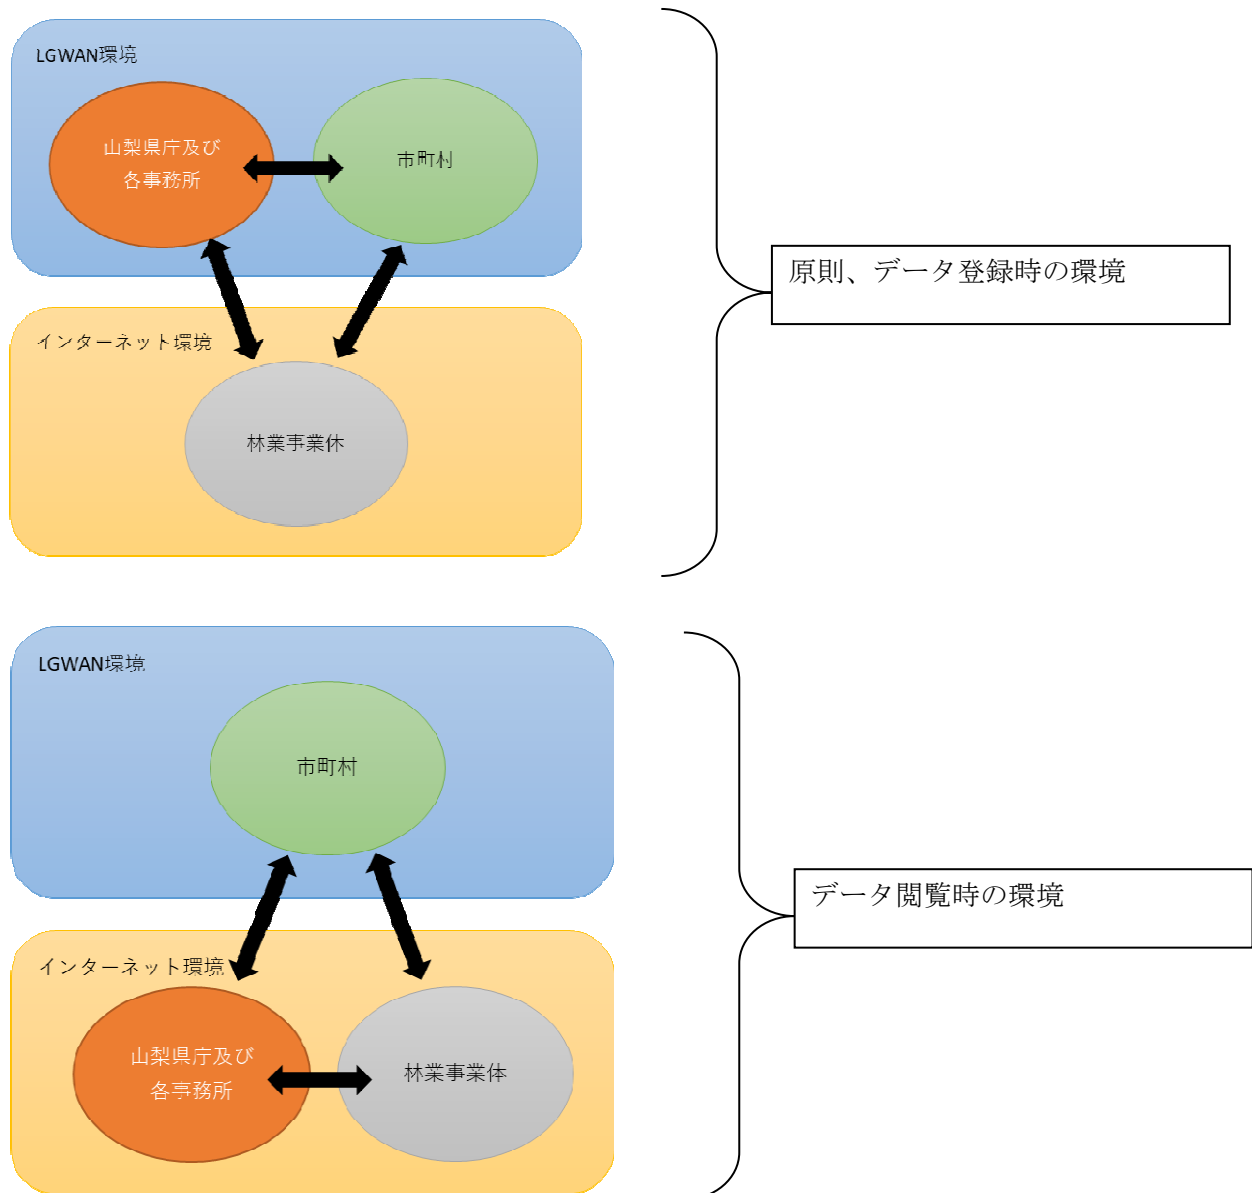 LGWAN環境
山梨県庁及び
各事務所
市町村
原則、データ登録時の環境
インターネット環境
林業事業休
LGWAN環境
市町村
データ閲覧時の環境
インターネット環境
山梨県庁及び
各事務所
林業事業体